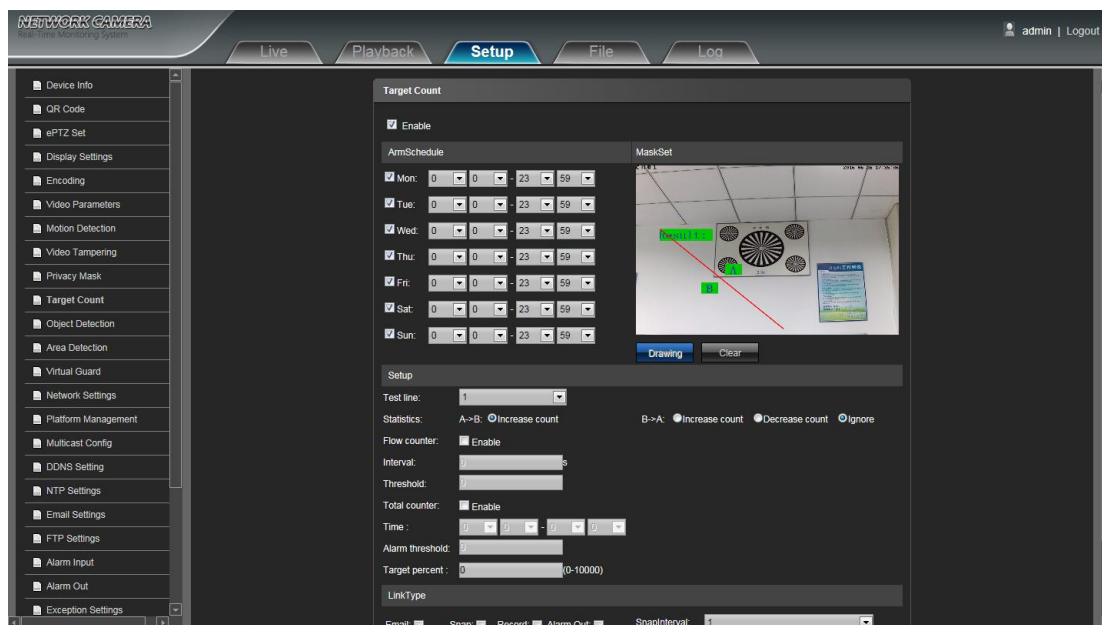 NETWORK CAMERA
Real-Time Monitoring System
admin | Logout
Live Playback Setup File Log
Device Info
QR Code
ePTZ Set
Display Settings
Encoding
Video Parameters
Motion Detection
Video Tampering
Privacy Mask
Target Count
Object Detection
Area Detection
Virtual Guard
Network Settings
Platform Management
Multicast Config
DDNS Setting
NTP Settings
Email Settings
FTP Settings
Alarm Input
Alarm Out
Exception Settings
Target Count
Enable
ArmSchedule MaskSet
Mon: 0 0 - 23 59
Tue: 0 0 - 23 59
Wed: 0 0 - 23 59
Thu: 0 0 - 23 59
Fri: 0 0 - 23 59
Sat: 0 0 - 23 59
Sun: 0 0 - 23 59
Result:
A
B
Drawing Clear
Setup
Test line: 1
Statistics: A->B: Increase count B->A: Increase count Decrease count Ignore
Flow counter: Enable
Interval: 0 s
Threshold: 0
Total counter: Enable
Time : 0 0 - 0 0
Alarm threshold: 0
Target percent : 0 (0-10000)
LinkType
Email: Snap: Record: Alarm Out: SnapInterval: 1